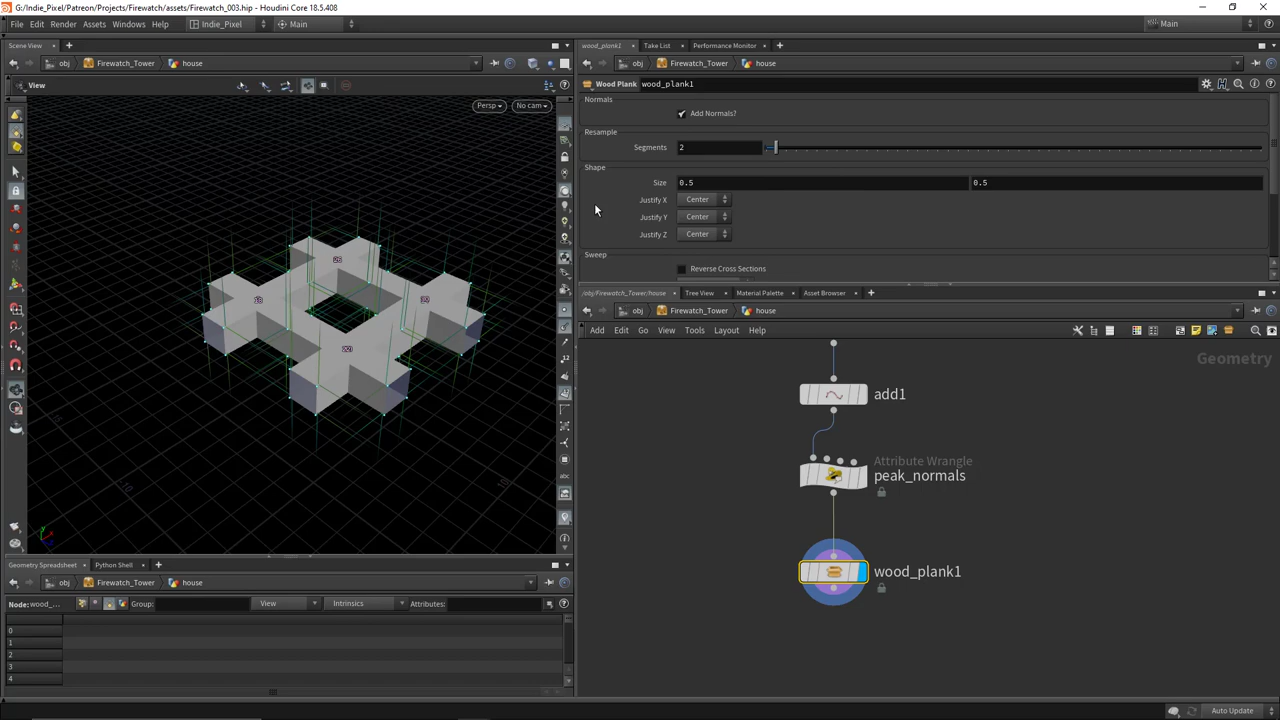 G:/Indie_Pixel/Patreon/Projects/Firewatch/assets/Firewatch_003.hip - Houdini Core 18.5.408
File Edit Render Assets Windows Help Indie_Pixel Main Main
Scene View
obj Firewatch_Tower house
View
Persp No cam
26
18
22
y
Geometry Spreadsheet Python Shell
obj Firewatch_Tower house
Node: wood_... Group: View Intrinsics Attributes:
0
1
2
3
4
wood_plank1 Take List Performance Monitor
obj Firewatch_Tower house
Wood Plank wood_plank1
Normals
Add Normals?
Resample
Segments 2
Shape
Size 0.5 0.5
Justify X Center
Justify Y Center
Justify Z Center
Sweep
Reverse Cross Sections
/obj/Firewatch_Tower/house Tree View Material Palette Asset Browser
obj Firewatch_Tower house
Add Edit Go View Tools Layout Help
Geometry
add1
Attribute Wrangle
peak_normals
wood_plank1
Auto Update